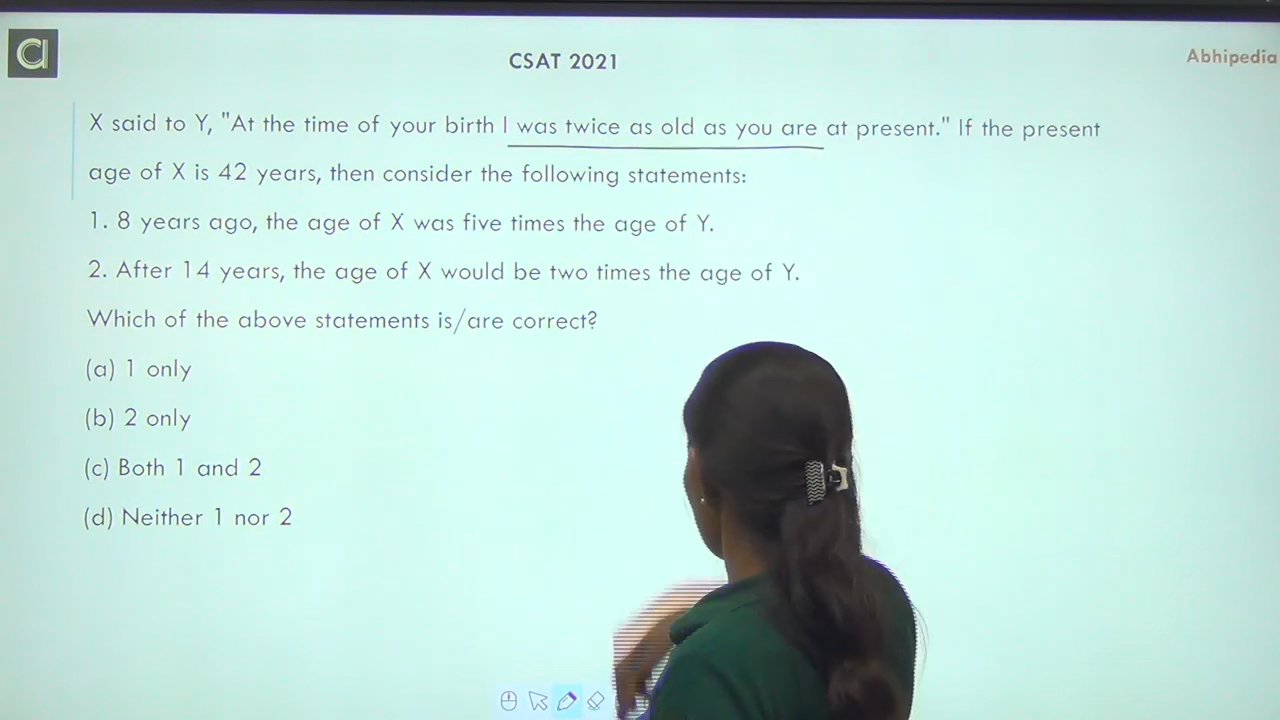 CSAT 2021
Abhipedia
X said to Y, "At the time of your birth I was twice as old as you are at present." If the present
age of X is 42 years, then consider the following statements:
1. 8 years ago, the age of X was five times the age of Y.
2. After 14 years, the age of X would be two times the age of Y.
Which of the above statements is/are correct?
(a) 1 only
(b) 2 only
(c) Both 1 and 2
(d) Neither 1 nor 2